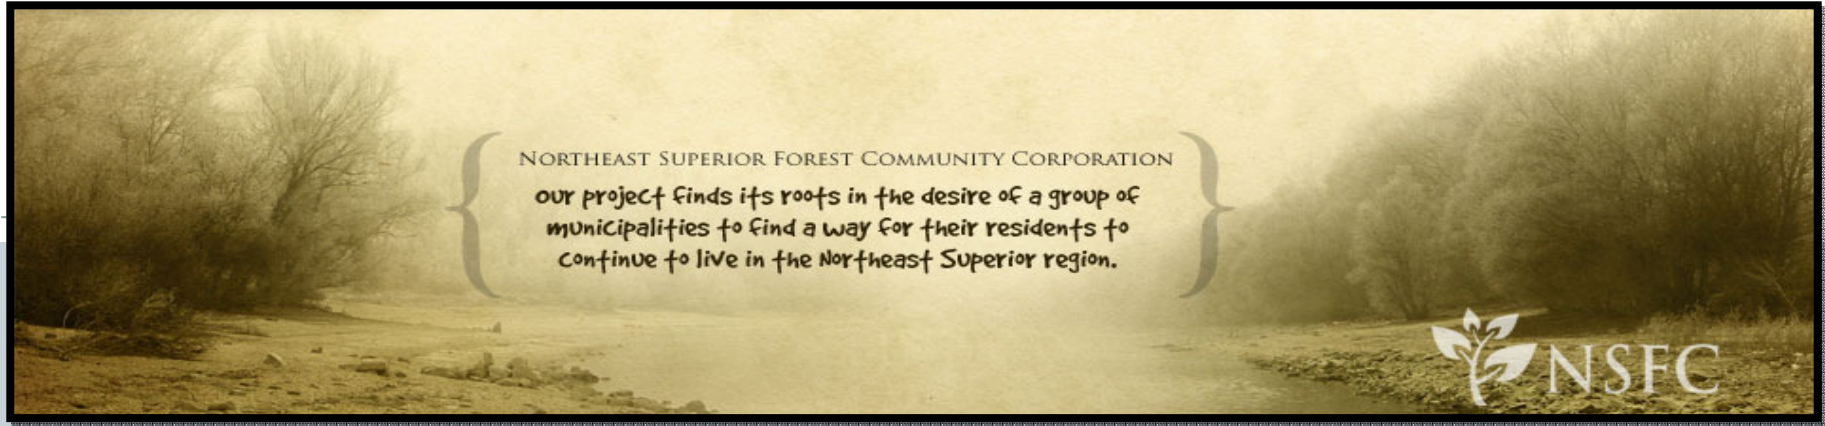 NORTHEAST SUPERIOR FOREST COMMUNITY CORPORATION
our project finds its roots in the desire of a group of
municipalities to find a way for their residents to
continue to live in the Northeast Superior region.
NSFC